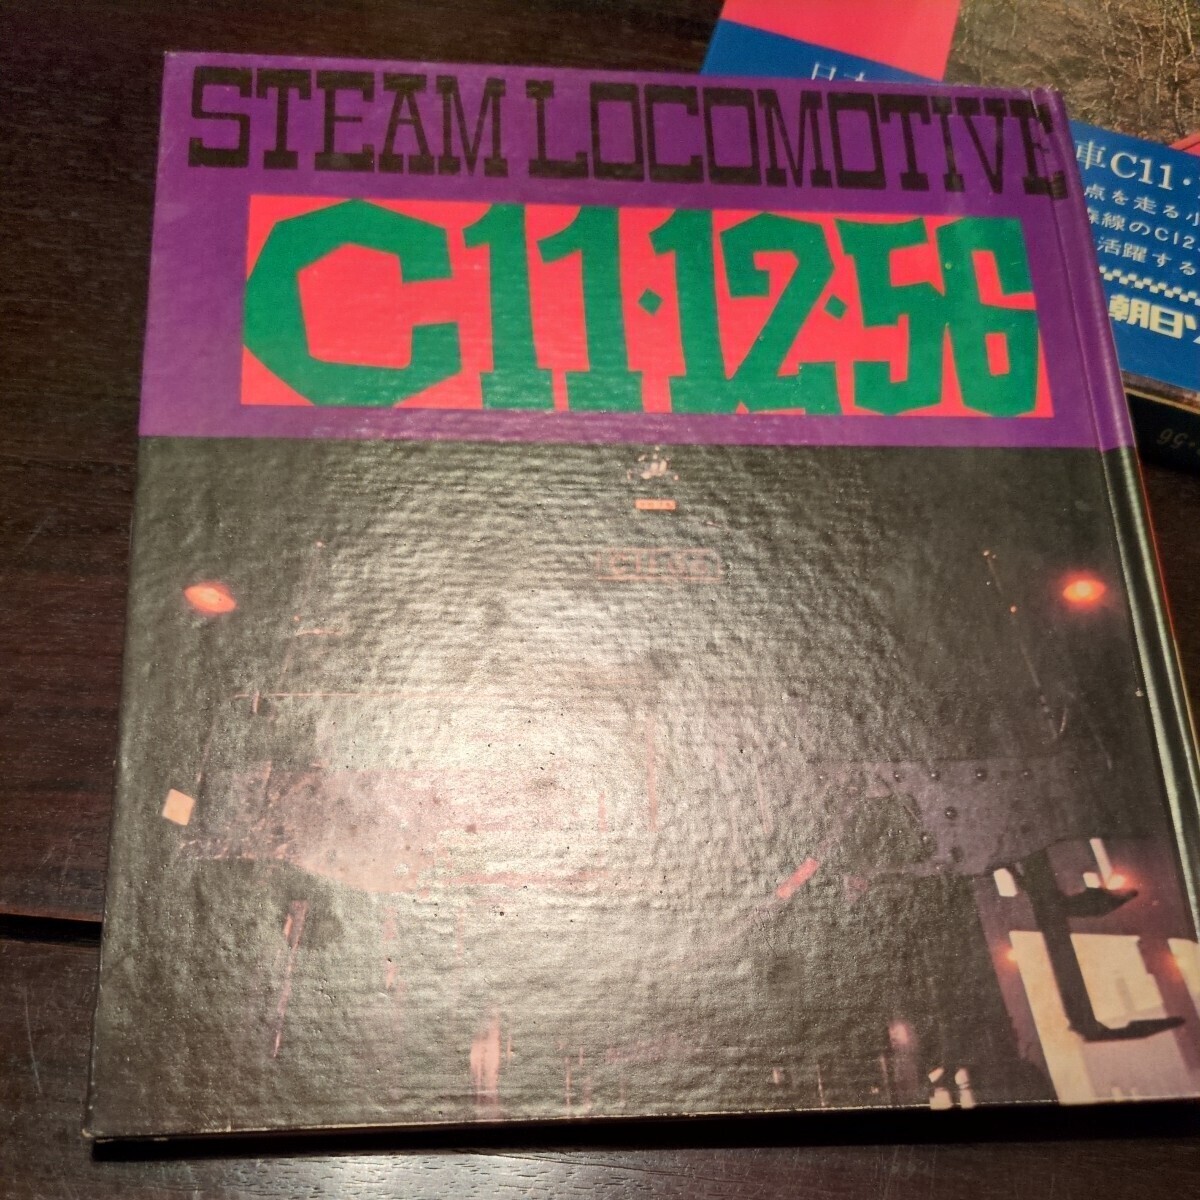 STEAM LOCOMOTIVE
C11·12·56
車C11・
点を走る小
線のC12
活躍する
朝日ソ